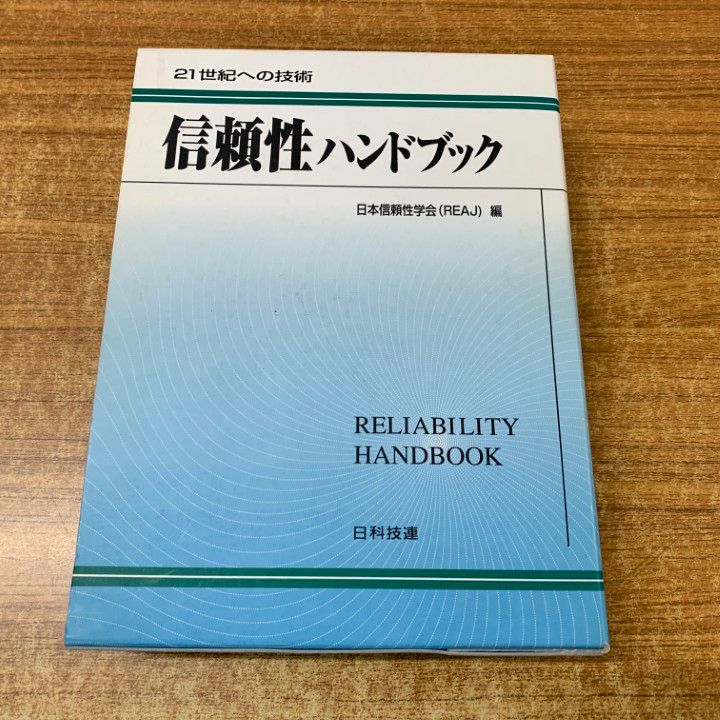 21世紀への技術
信頼性ハンドブック
日本信頼性学会(REAJ) 編
RELIABILITY
HANDBOOK
日科技連